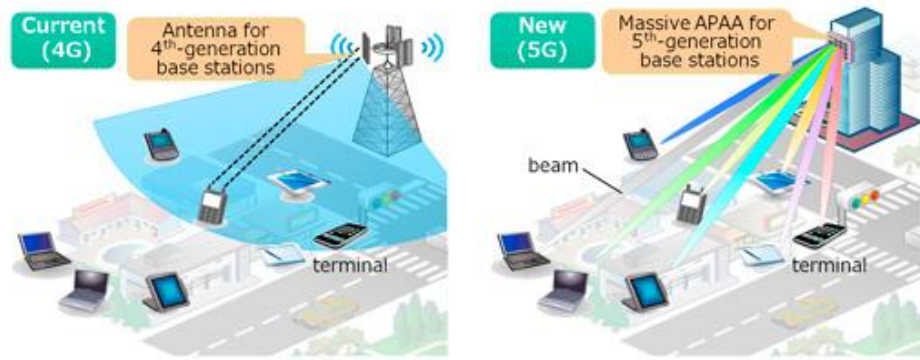 Current
(4G)
Antenna for
4th-generation
base stations
terminal
New
(5G)
Massive APAA for
5th-generation
base stations
beam
terminal